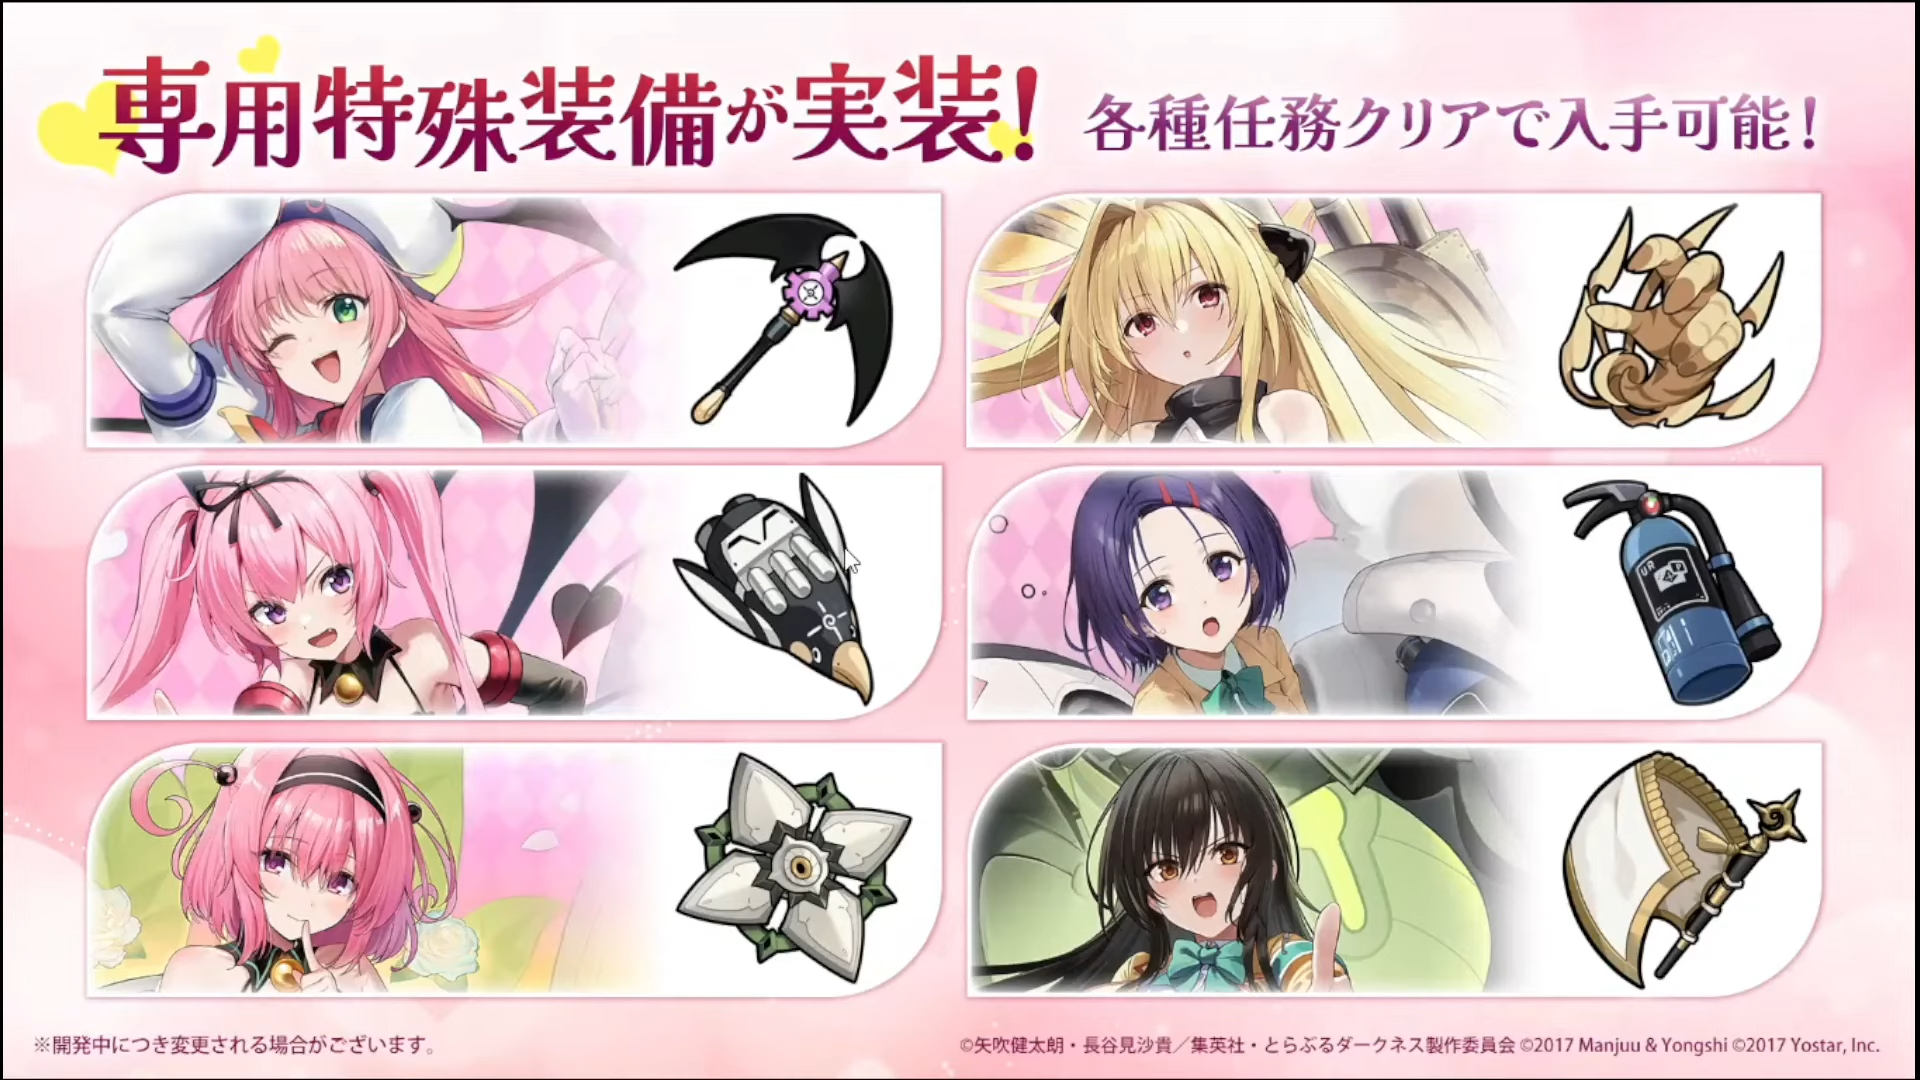 専用特殊装備が実装！
各種任務クリアで入手可能！
UR
※開発中につき変更される場合がございます。
©矢吹健太朗・長谷見沙貴／集英社・とらぶるダークネス製作委員会 ©2017 Manjuu & Yongshi ©2017 Yostar, Inc.